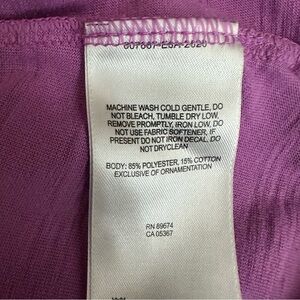 MACHINE WASH COLD GENTLE, DO
NOT BLEACH, TUMBLE DRY LOW,
REMOVE PROMPTLY, IRON LOW, DO
NOT USE FABRIC SOFTENER, IF
PRESENT DO NOT IRON DECAL, DO
NOT DRYCLEAN
BODY: 85% POLYESTER, 15% COTTON
EXCLUSIVE OF ORNAMENTATION
RN 89674
CA 05367